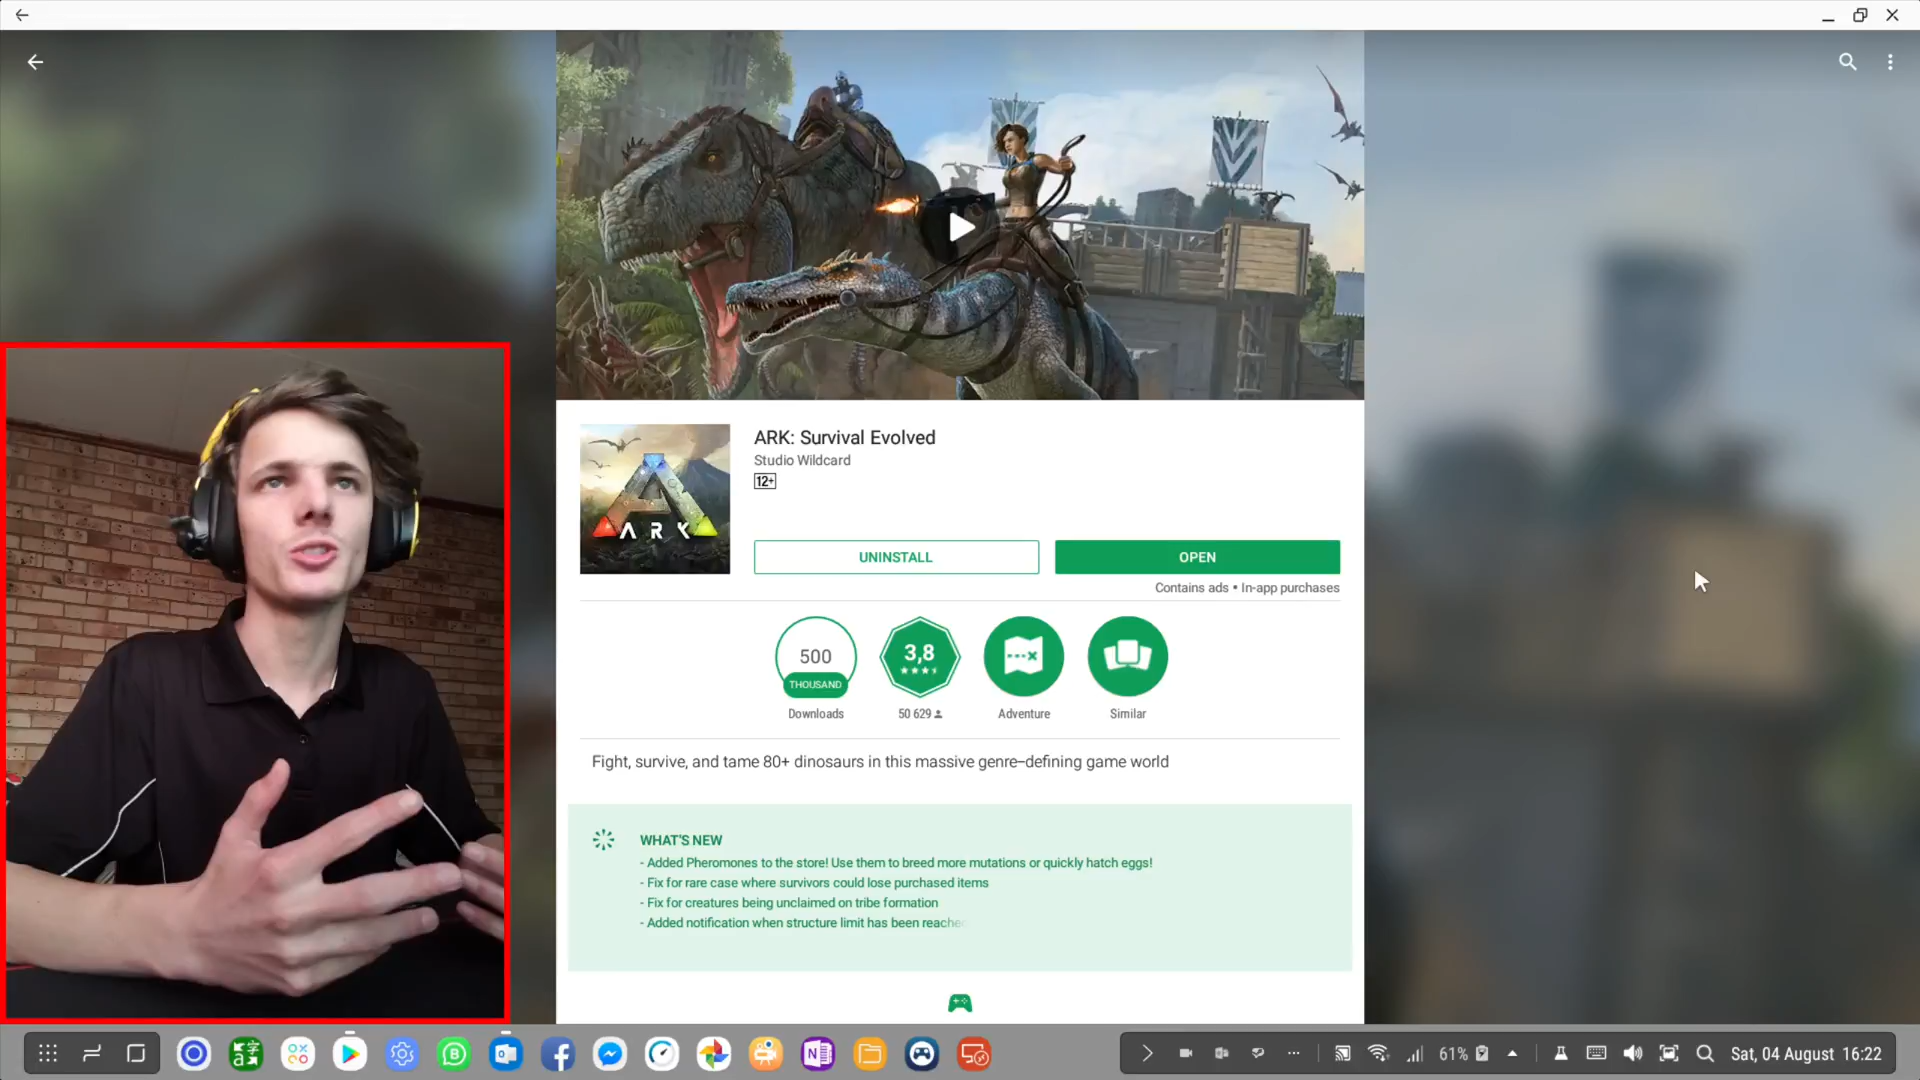 ARK: Survival Evolved
Studio Wildcard
12+
ARK
UNINSTALL
OPEN
Contains ads • In-app purchases
500
THOUSAND
3,8
Downloads
50 629
Adventure
Similar
Fight, survive, and tame 80+ dinosaurs in this massive genre–defining game world
WHAT'S NEW
- Added Pheromones to the store! Use them to breed more mutations or quickly hatch eggs!
- Fix for rare case where survivors could lose purchased items
- Fix for creatures being unclaimed on tribe formation
- Added notification when structure limit has been reached
61%
Sat, 04 August 16:22